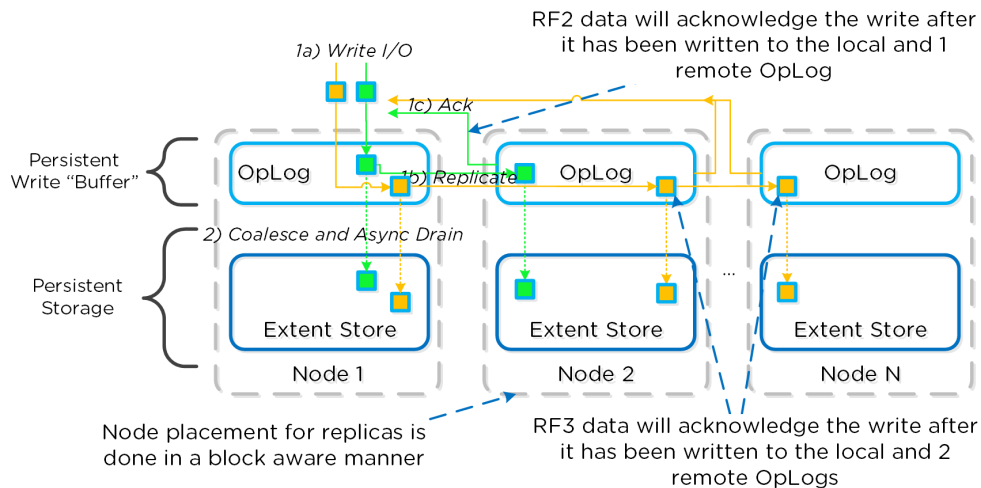 RF2 data will acknowledge the write after
it has been written to the local and 1
remote OpLog
1a) Write I/O
1c) Ack
Persistent
Write “Buffer”
OpLog
1b) Replicate
OpLog
OpLog
2) Coalesce and Async Drain
Persistent
Storage
...
Extent Store
Extent Store
Extent Store
Node 1
Node 2
Node N
Node placement for replicas is
done in a block aware manner
RF3 data will acknowledge the write after
it has been written to the local and 2
remote OpLogs